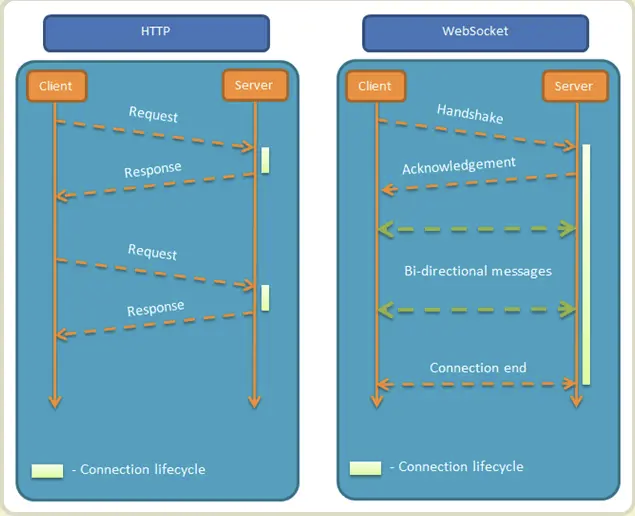 HTTP
Client
Server
Request
Response
Request
Response
- Connection lifecycle
WebSocket
Client
Server
Handshake
Acknowledgement
Bi-directional messages
Connection end
- Connection lifecycle